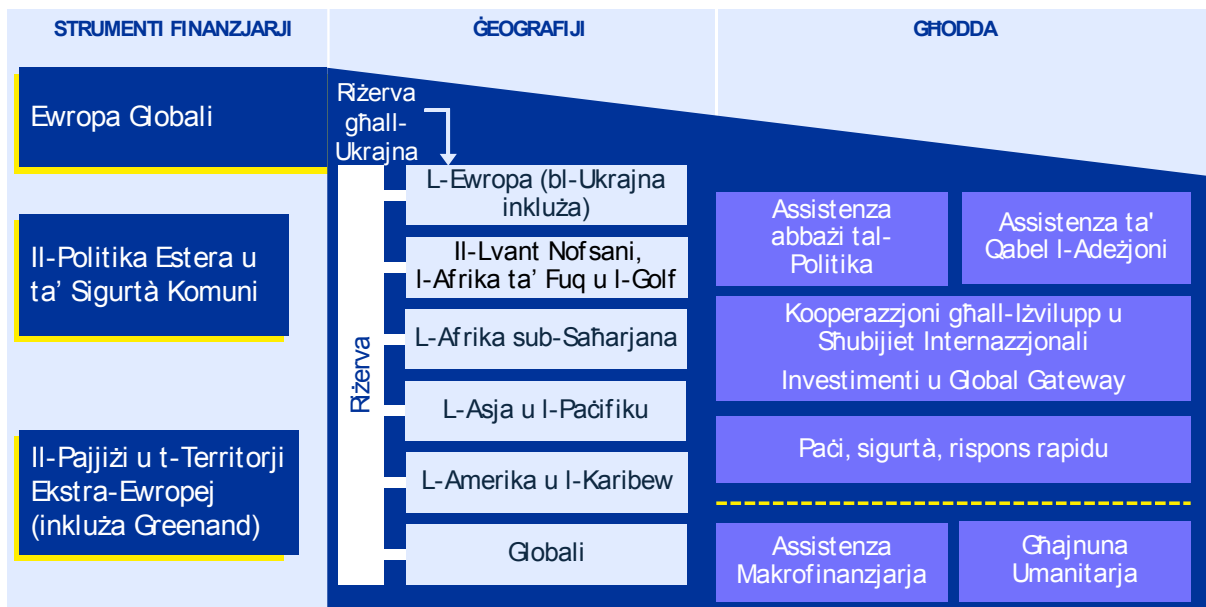 STRUMENTI FINANZJARJI
ĠEOGRAFIJI
GĦODDA
Ewropa Globali
Il-Politika Estera u
ta’ Sigurtà Komuni
Il-Pajjiżi u t-Territorji
Ekstra-Ewropej
(inkluża Greenand)
Riżerva
għall-
Ukrajna
Riżerva
L-Ewropa (bl-Ukrajna
inkluża)
Il-Lvant Nofsani,
l-Afrika ta’ Fuq u l-Golf
L-Afrika sub-Saħarjana
L-Asja u l-Paċifiku
L-Amerika u l-Karibew
Globali
Assistenza
abbażi tal-
Politika
Assistenza ta'
Qabel l-Adeżjoni
Kooperazzjoni għall-Iżvilupp u
Sħubijiet Internazzjonali
Investimenti u Global Gateway
Paċi, sigurtà, rispons rapidu
Assistenza
Makrofinanzjarja
Għajnuna
Umanitarja